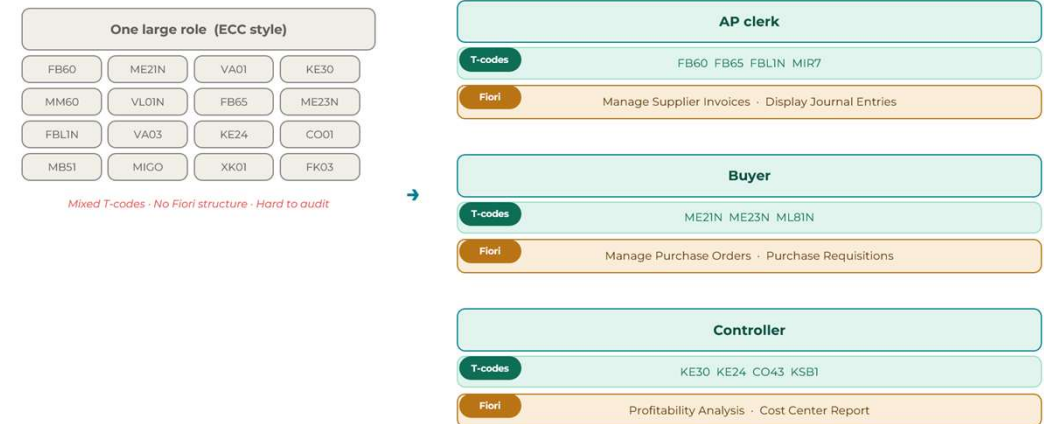 One large role (ECC style)
FB60 ME21N VA01 KE30
MM60 VL01N FB65 ME23N
FBL1N VA03 KE24 CO01
MB51 MIGO XK01 FK03
Mixed T-codes · No Fiori structure · Hard to audit
→
AP clerk
T-codes FB60 FB65 FBL1N MIR7
Fiori Manage Supplier Invoices · Display Journal Entries
Buyer
T-codes ME21N ME23N ML81N
Fiori Manage Purchase Orders · Purchase Requisitions
Controller
T-codes KE30 KE24 CO43 KSB1
Fiori Profitability Analysis · Cost Center Report